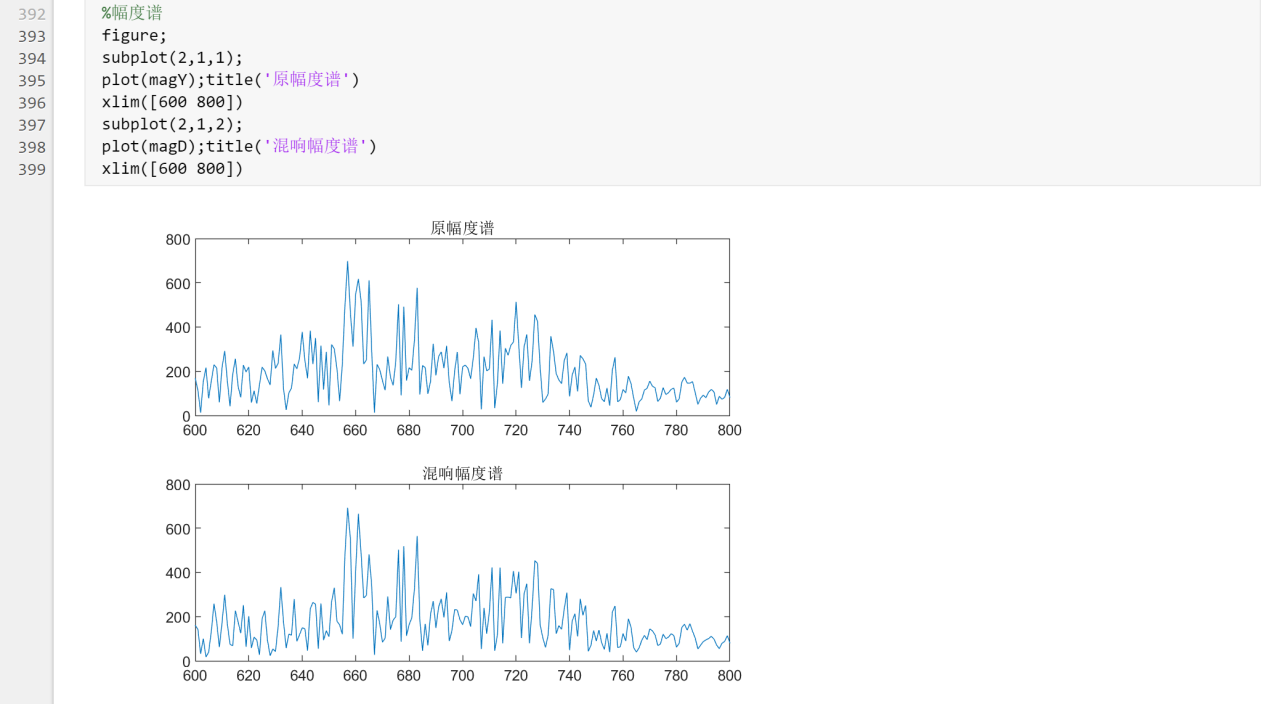 392 %幅度谱
393 figure;
394 subplot(2,1,1);
395 plot(magY);title('原幅度谱')
396 xlim([600 800])
397 subplot(2,1,2);
398 plot(magD);title('混响幅度谱')
399 xlim([600 800])
原幅度谱
800
600
400
200
0
600 620 640 660 680 700 720 740 760 780 800
混响幅度谱
800
600
400
200
0
600 620 640 660 680 700 720 740 760 780 800